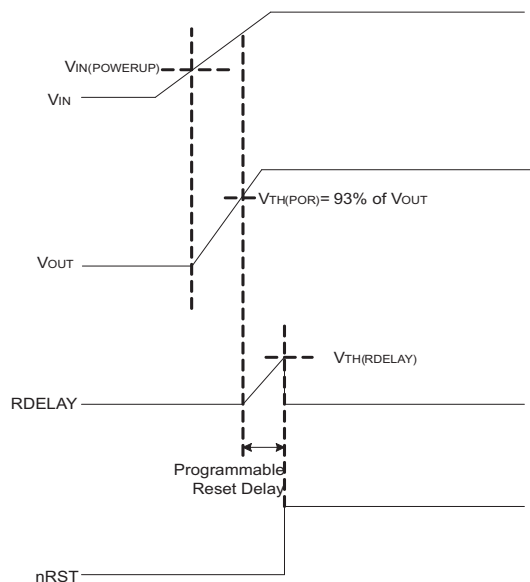 VIN(POWERUP)
VIN
VTH(POR)= 93% of VOUT
VOUT
VTH(RDELAY)
RDELAY
Programmable
Reset Delay
nRST